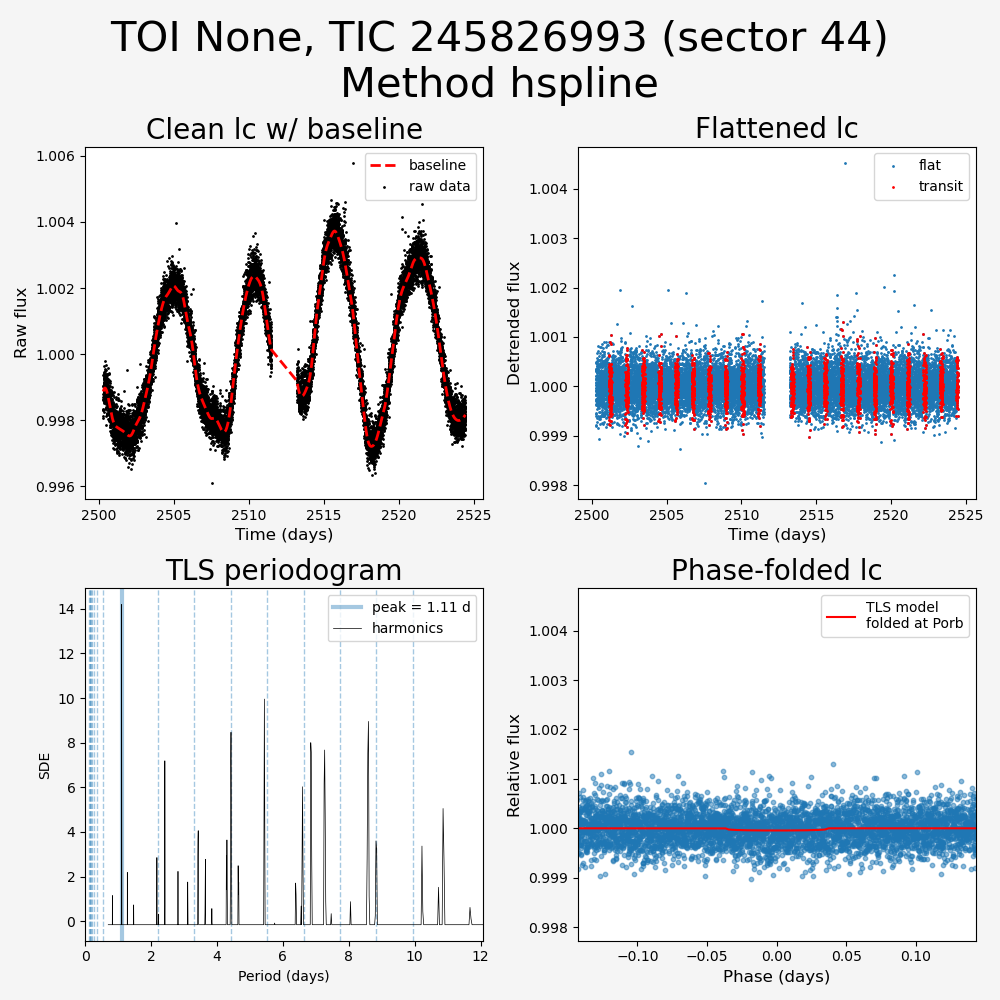 TOI None, TIC 245826993 (sector 44)
Method hspline
Clean lc w/ baseline
Flattened lc
baseline
raw data
flat
transit
Raw flux
1.006
1.004
1.002
1.000
0.998
0.996
2500
2505
2510
2515
2520
2525
Time (days)
Detrended flux
1.004
1.003
1.002
1.001
1.000
0.999
0.998
2500
2505
2510
2515
2520
2525
Time (days)
TLS periodogram
Phase-folded lc
peak = 1.11 d
harmonics
TLS model
folded at Porb
SDE
14
12
10
8
6
4
2
0
0
2
4
6
8
10
12
Period (days)
Relative flux
1.004
1.003
1.002
1.001
1.000
0.999
0.998
−0.10
−0.05
0.00
0.05
0.10
Phase (days)